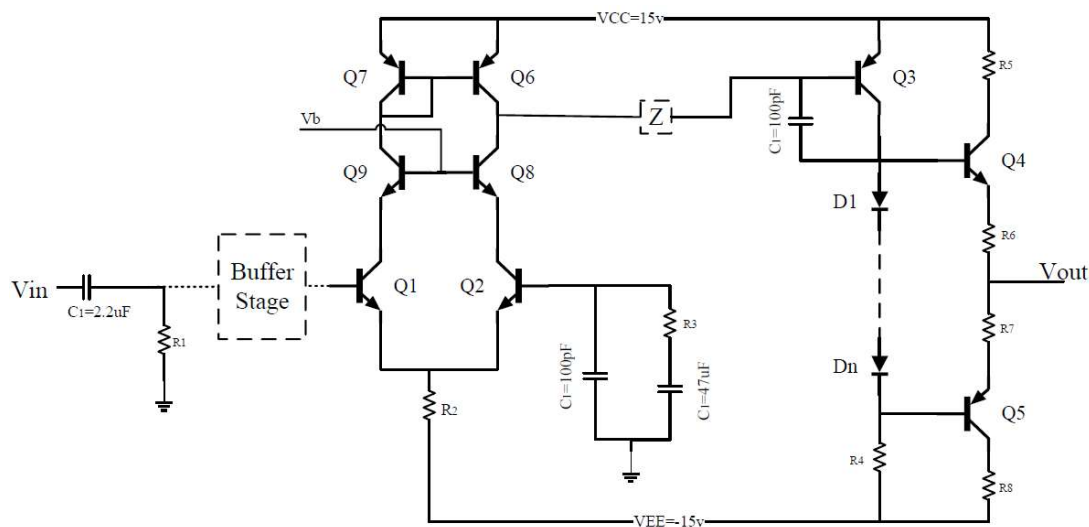 VCC=15v
Q7
Q6
Q3
R5
Vb
Z
C1=100pF
Q9
Q8
Q4
D1
R6
Buffer
Stage
Vin
Q1
Q2
Vout
C1=2.2uF
R1
R3
R7
C1=100pF
C1=47uF
Dn
R2
Q5
R4
R8
VEE=-15v